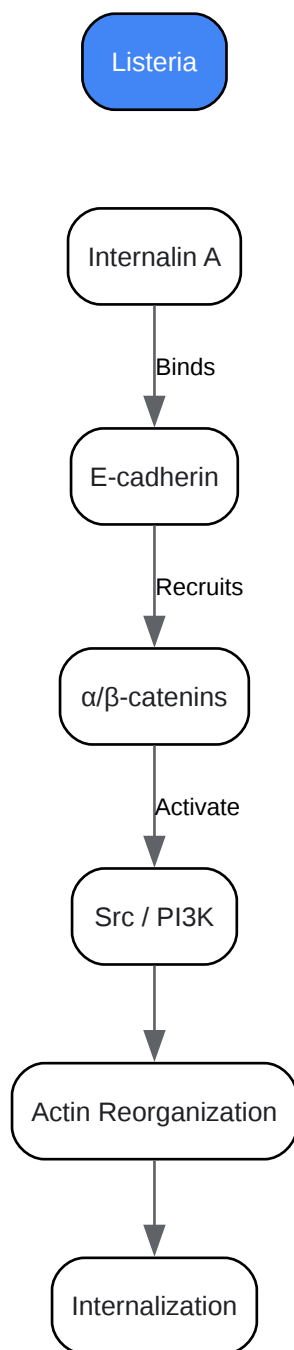 Listeria
Internalin A
Binds
E-cadherin
Recruits
α/β-catenins
Activate
Src / PI3K
Actin Reorganization
Internalization